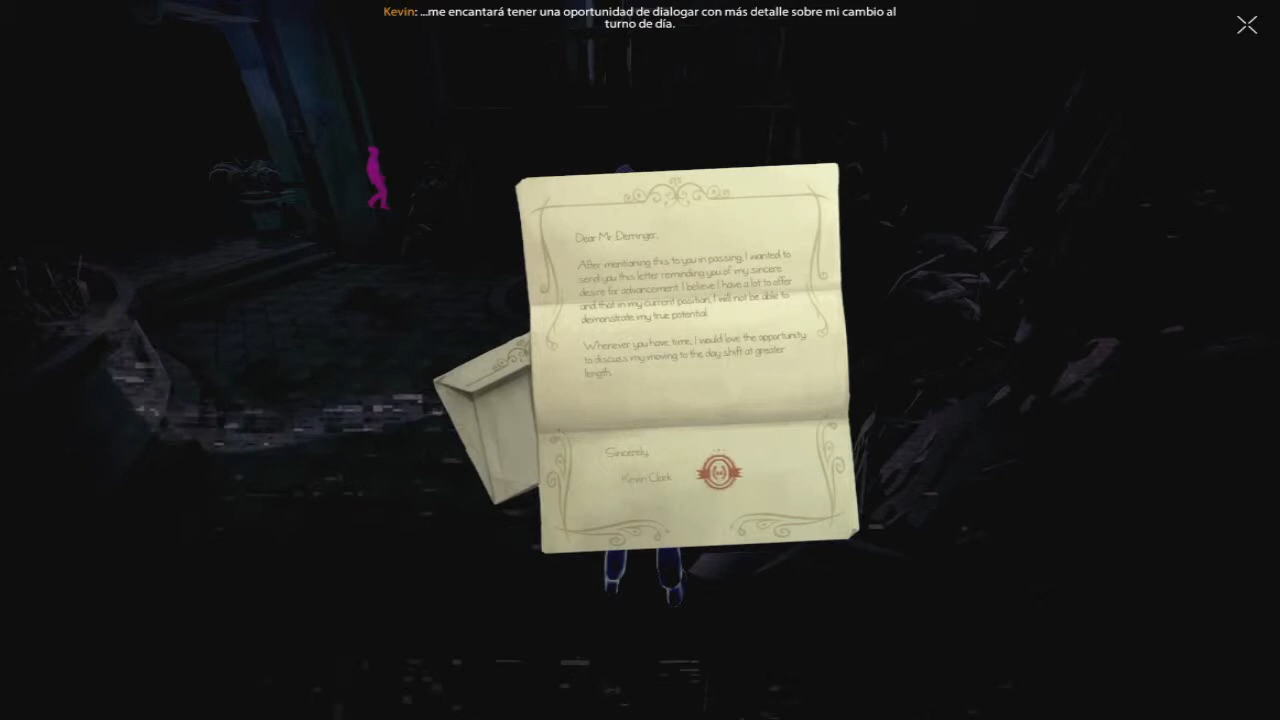 Kevin: ...me encantará tener una oportunidad de dialogar con más detalle sobre mi cambio al
turno de día.
Dear Mr. Derringer,
After mentioning this to you in passing, I wanted to
send you this letter reminding you of my sincere
desire for advancement. I believe I have a lot to offer
and that in my current position, I will not be able to
demonstrate my true potential.
Whenever you have time, I would love the opportunity
to discuss my moving to the day shift at greater
length.
Sincerely,
Kevin Clark